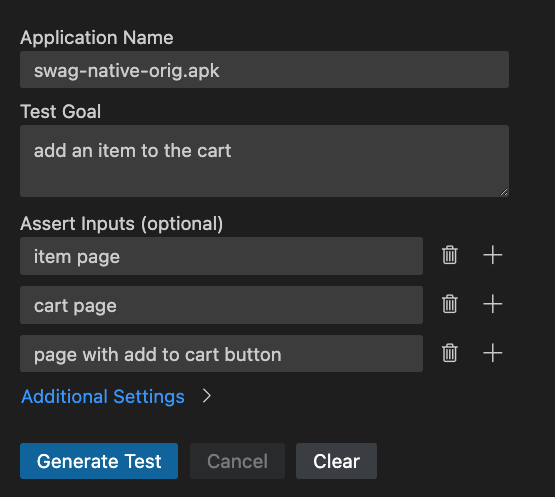 Application Name
swag-native-orig.apk
Test Goal
add an item to the cart
Assert Inputs (optional)
item page
cart page
page with add to cart button
Additional Settings
Generate Test Cancel Clear